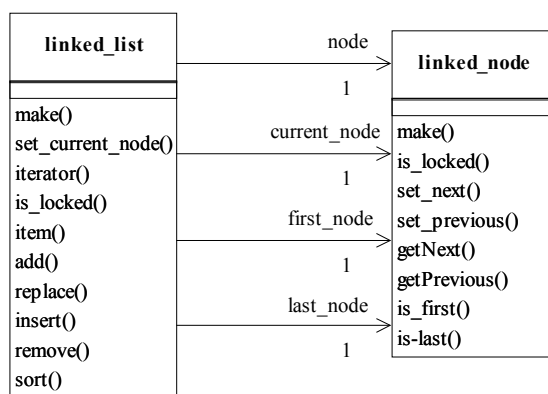 linked_list
make()
set_current_node()
iterator()
is_locked()
item()
add()
replace()
insert()
remove()
sort()
node
1
current_node
1
first_node
1
last_node
1
linked_node
make()
is_locked()
set_next()
set_previous()
getNext()
getPrevious()
is_first()
is-last()